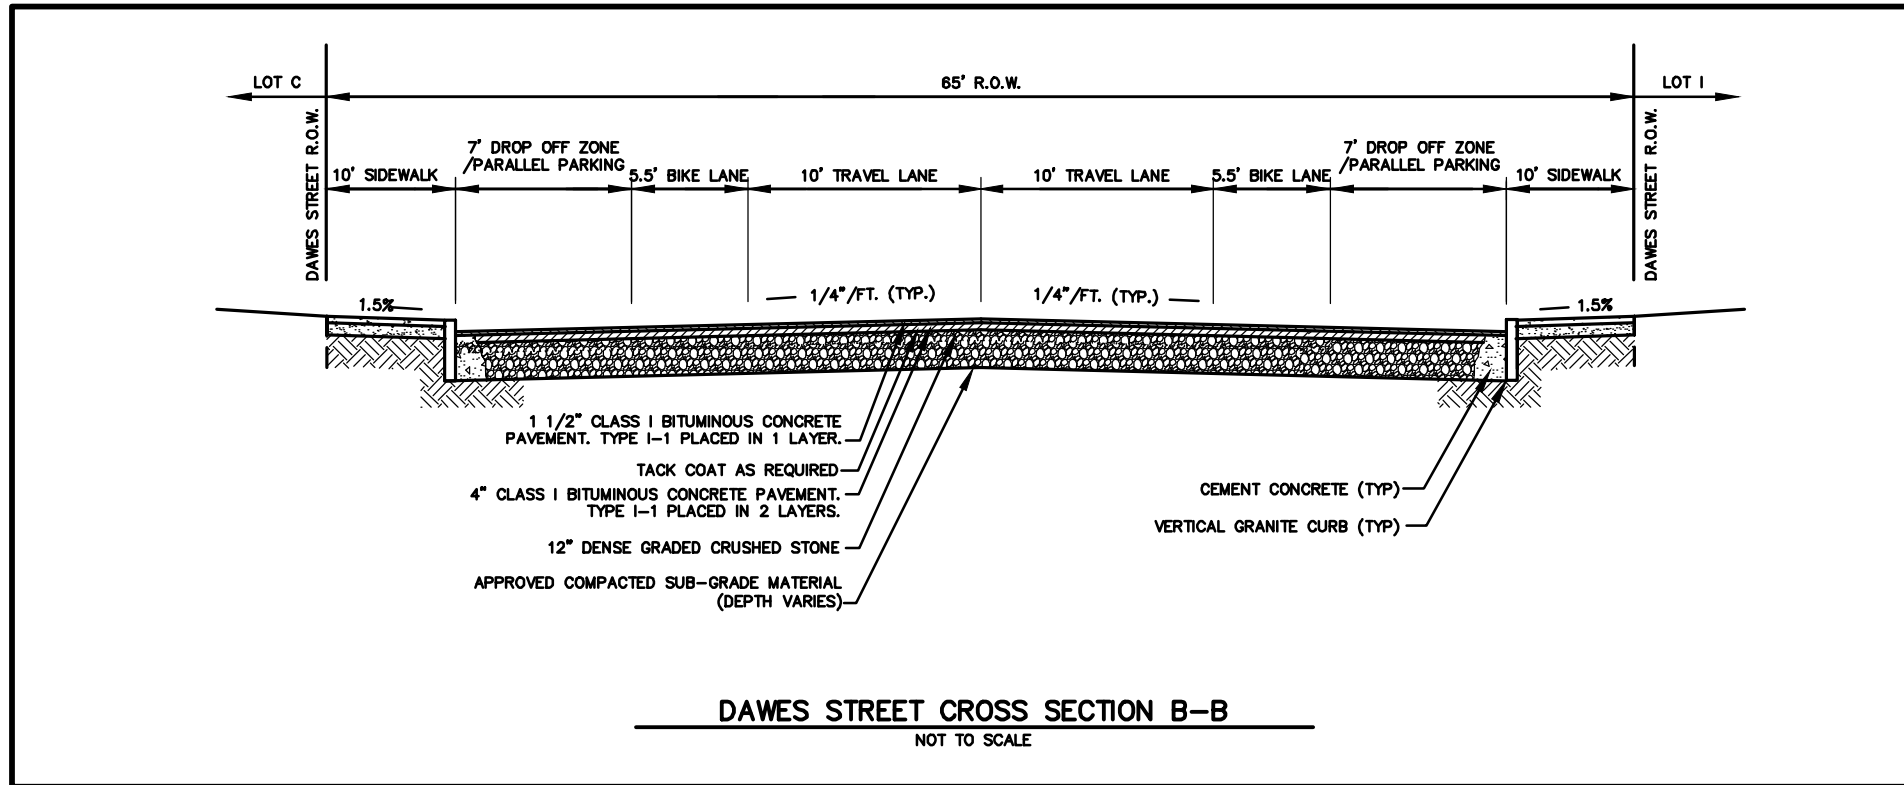 LOT C
65' R.O.W.
LOT I
DAWES STREET R.O.W.
DAWES STREET R.O.W.
10' SIDEWALK
7' DROP OFF ZONE
/PARALLEL PARKING
5.5' BIKE LANE
10' TRAVEL LANE
10' TRAVEL LANE
5.5' BIKE LANE
7' DROP OFF ZONE
/PARALLEL PARKING
10' SIDEWALK
1.5%
1/4"/FT. (TYP.)
1/4"/FT. (TYP.)
1.5%
1 1/2" CLASS I BITUMINOUS CONCRETE
PAVEMENT. TYPE I-1 PLACED IN 1 LAYER.
TACK COAT AS REQUIRED
4" CLASS I BITUMINOUS CONCRETE PAVEMENT.
TYPE I-1 PLACED IN 2 LAYERS.
12" DENSE GRADED CRUSHED STONE
APPROVED COMPACTED SUB-GRADE MATERIAL
(DEPTH VARIES)
CEMENT CONCRETE (TYP)
VERTICAL GRANITE CURB (TYP)
DAWES STREET CROSS SECTION B-B
NOT TO SCALE